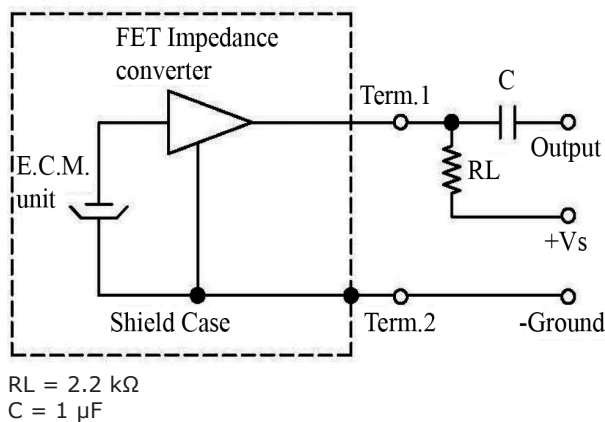 FET Impedance
converter
Term.1
C
E.C.M.
unit
RL
Output
+Vs
Shield Case
Term.2
-Ground
RL = 2.2 kΩ
C = 1 µF